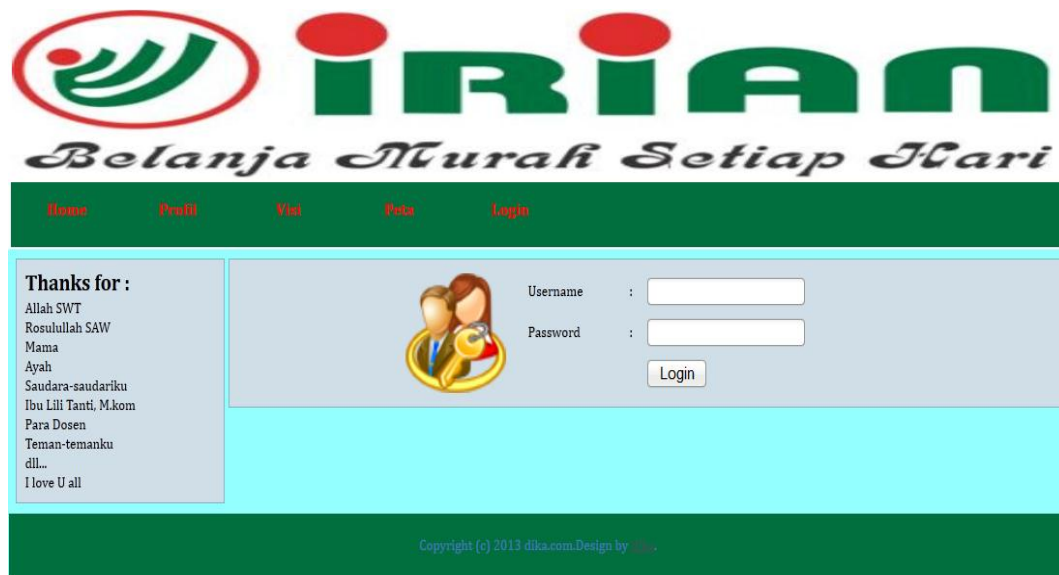 iRiAn
Belanja Murah Setiap Hari
Home Profil Visi Peta Login
Thanks for :
Allah SWT
Rosulullah SAW
Mama
Ayah
Saudara-saudariku
Ibu Lili Tanti, M.kom
Para Dosen
Teman-temanku
dll...
I love U all
Username :
Password :
Login
Copyright (c) 2013 dika.com.Design by